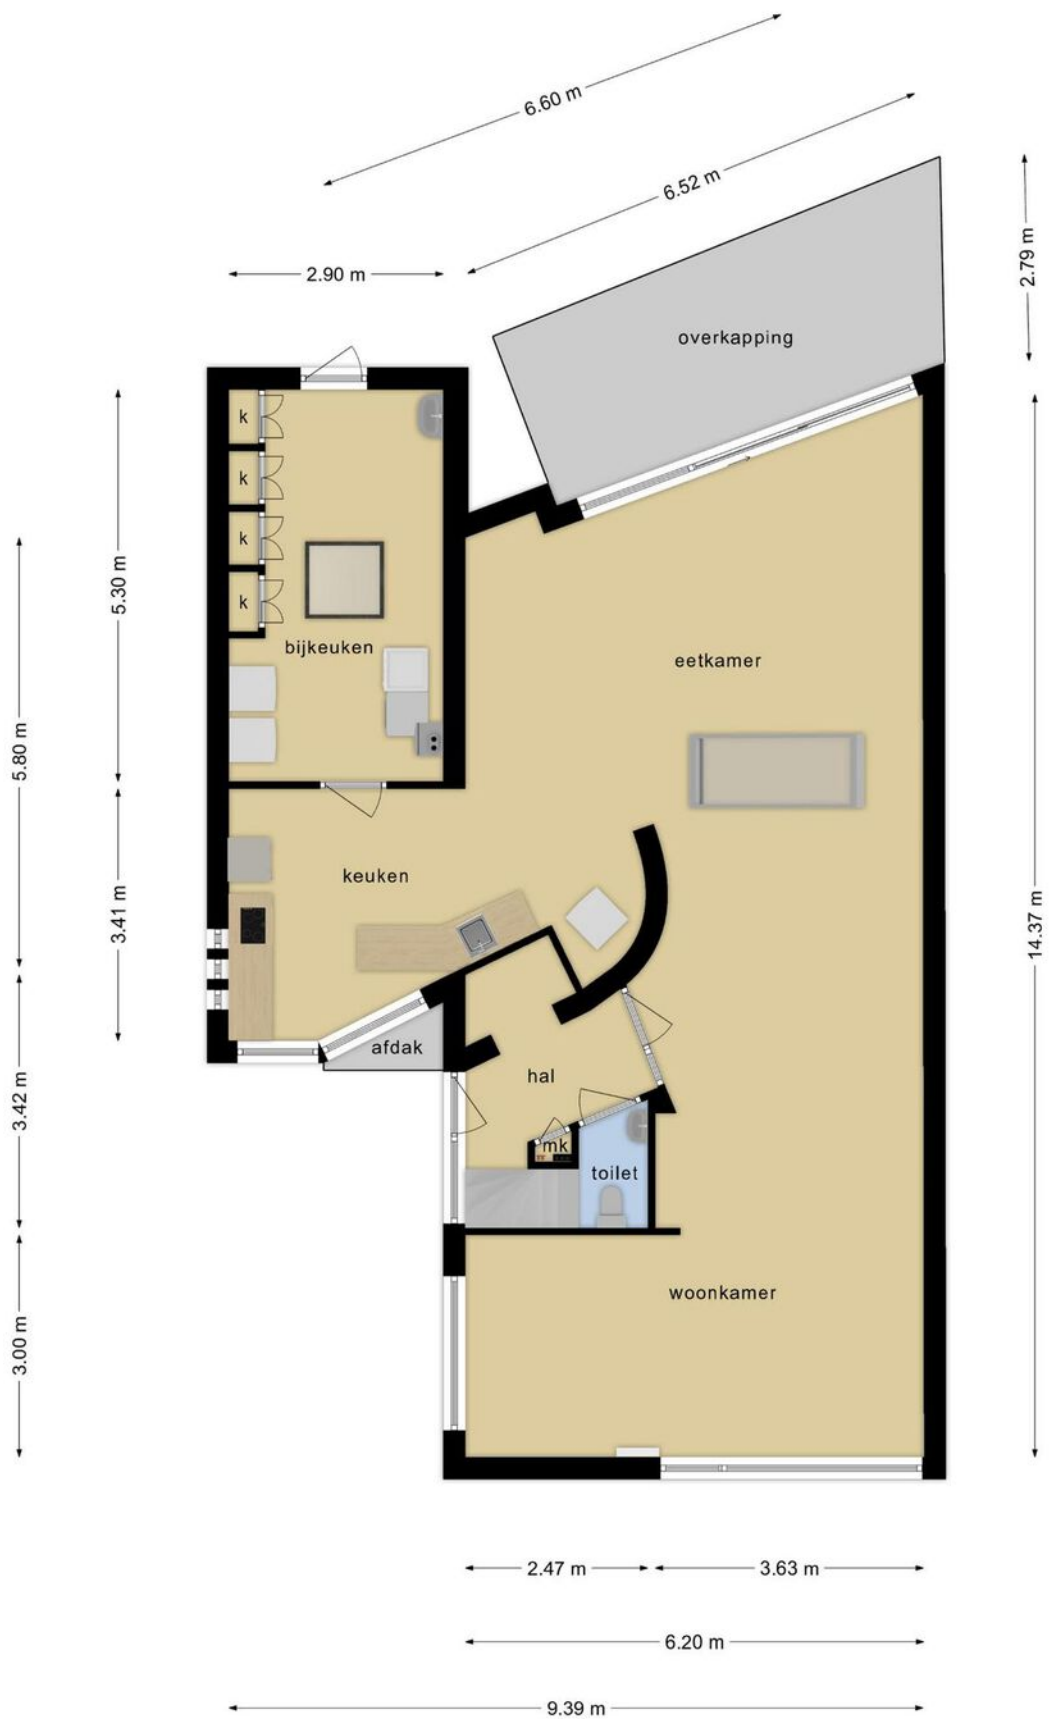 6.60 m
6.52 m
2.90 m
2.79 m
overkapping
k
k
k
k
5.30 m
bijkeuken
eetkamer
5.80 m
keuken
3.41 m
14.37 m
afdak
hal
3.42 m
mk
toilet
woonkamer
3.00 m
2.47 m
3.63 m
6.20 m
9.39 m